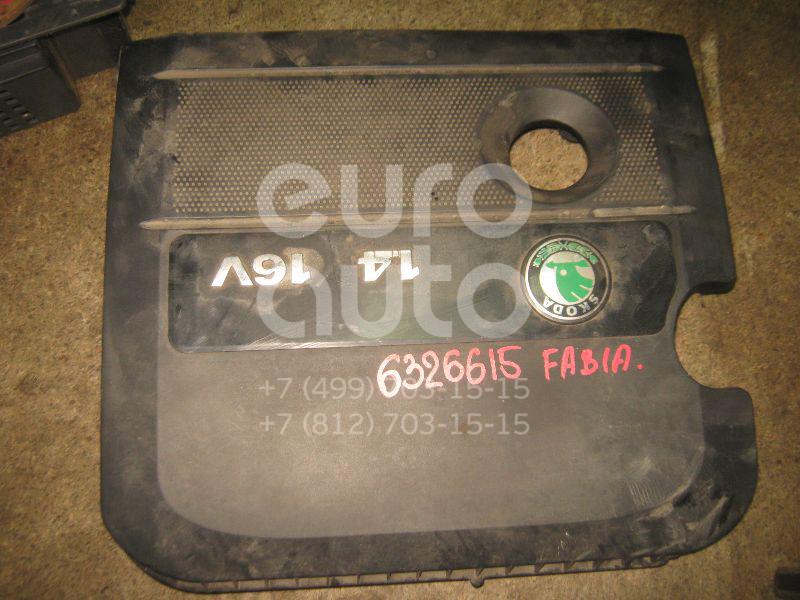 euro
auto
1.4 16V
SKODA
6326615 FABIA.
+7 (499) 703-15-15
+7 (812) 703-15-15